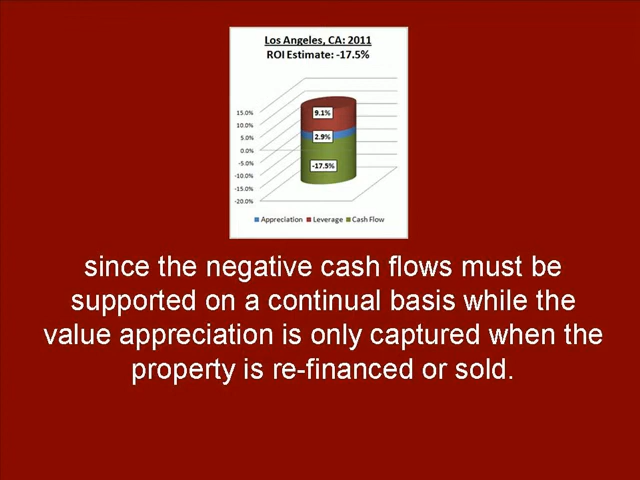 Los Angeles, CA: 2011
ROI Estimate: -17.5%
15.0%
10.0%
5.0%
0.0%
-5.0%
-10.0%
-15.0%
-20.0%
9.1%
2.9%
-17.5%
Appreciation Leverage Cash Flow
since the negative cash flows must be
supported on a continual basis while the
value appreciation is only captured when the
property is re-financed or sold.